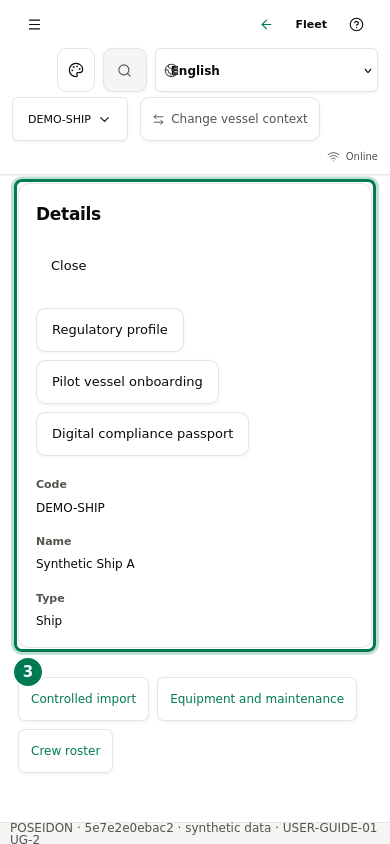 Fleet
English
DEMO-SHIP
Change vessel context
Online
Details
Close
Regulatory profile
Pilot vessel onboarding
Digital compliance passport
Code
DEMO-SHIP
Name
Synthetic Ship A
Type
Ship
3
Controlled import
Equipment and maintenance
Crew roster
POSEIDON · 5e7e2e0ebac2 · synthetic data · USER-GUIDE-01
UG-2